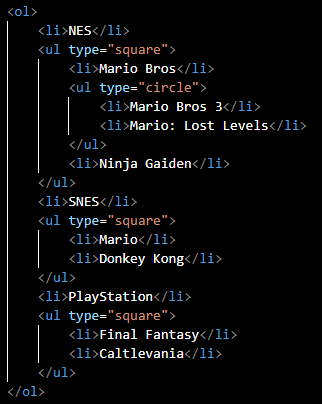 <ol>
<li>NES</li>
<ul type="square">
<li>Mario Bros</li>
<ul type="circle">
<li>Mario Bros 3</li>
<li>Mario: Lost Levels</li>
</ul>
<li>Ninja Gaiden</li>
</ul>
<li>SNES</li>
<ul type="square">
<li>Mario</li>
<li>Donkey Kong</li>
</ul>
<li>PlayStation</li>
<ul type="square">
<li>Final Fantasy</li>
<li>Caltlevania</li>
</ul>
</ol>